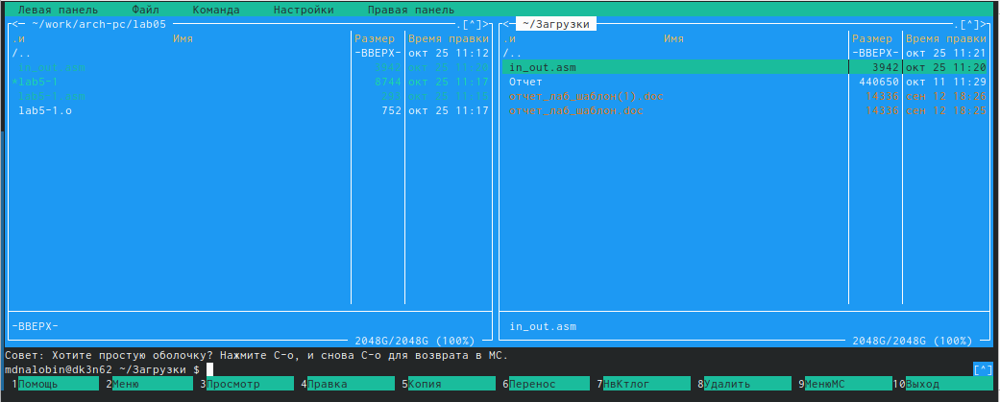 Левая панель Файл Команда Настройки Правая панель
<─ ~/work/arch-pc/lab05 .[^]> <─ ~/Загрузки .[^]>
.и Имя Размер Время правки .и Имя Размер Время правки
/.. -ВВЕРХ- окт 25 11:12 /.. -ВВЕРХ- окт 25 11:21
in_out.asm 3942 окт 25 11:20 in_out.asm 3942 окт 25 11:20
*lab5-1 8744 окт 25 11:17 Отчет 440650 окт 11 11:29
lab5-1.asm окт 25 11:15 отчет_лаб_шаблон(1).doc 14336 сен 12 18:26
lab5-1.o 752 окт 25 11:17 отчет_лаб_шаблон.doc 14336 сен 12 18:25
-ВВЕРХ- in_out.asm
2048G/2048G (100%) 2048G/2048G (100%)
Совет: Хотите простую оболочку? Нажмите C-o, и снова C-o для возврата в MC.
mdnalobin@dk3n62 ~/Загрузки $ [^]
1Помощь 2Меню 3Просмотр 4Правка 5Копия 6Перенос 7НвКтлог 8Удалить 9МенюMC 10Выход